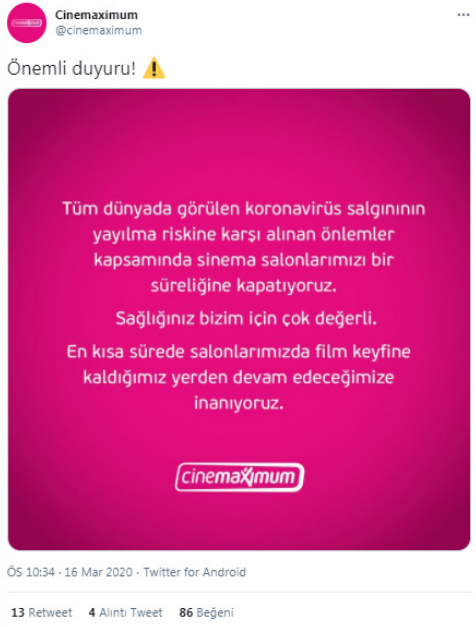 Cinemaximum
@cinemaximum
Önemli duyuru! ⚠️
Tüm dünyada görülen koronavirüs salgınının
yayılma riskine karşı alınan önlemler
kapsamında sinema salonlarımızı bir
süreliğine kapatıyoruz.
Sağlığınız bizim için çok değerli.
En kısa sürede salonlarımızda film keyfine
kaldığımız yerden devam edeceğimize
inanıyoruz.
cinemaximum
ÖS 10:34 · 16 Mar 2020 · Twitter for Android
13 Retweet 4 Alıntı Tweet 86 Beğeni